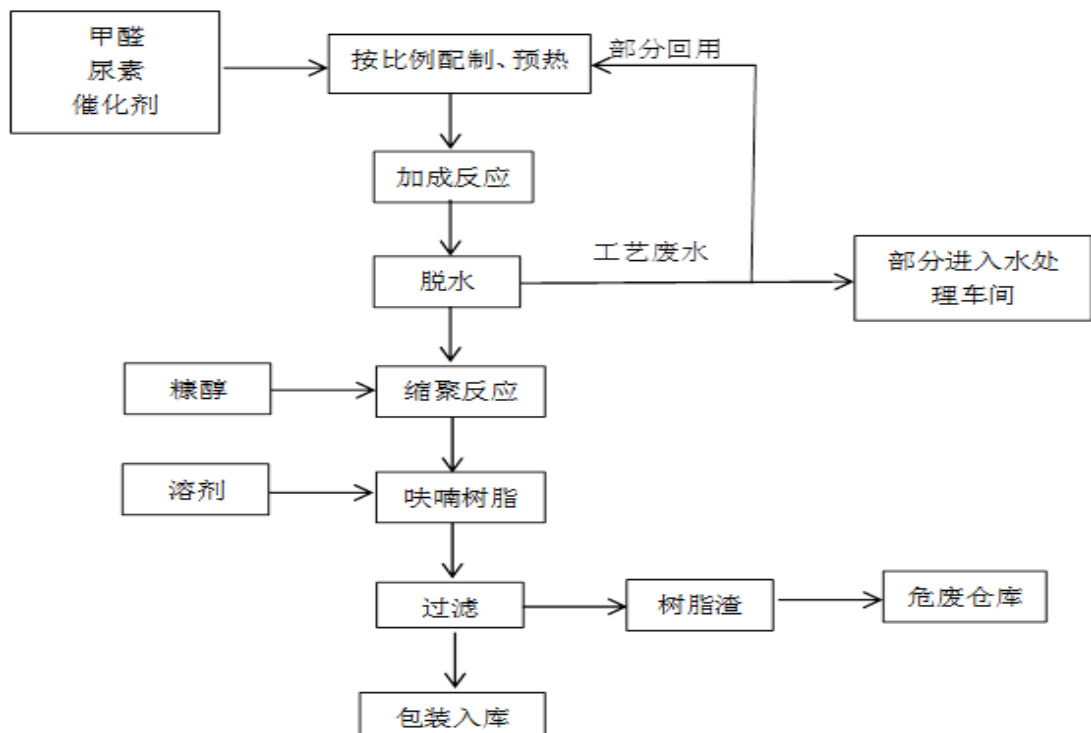 甲醛
尿素
催化剂
按比例配制、预热
部分回用
加成反应
脱水
工艺废水
部分进入水处
理车间
糠醇
缩聚反应
溶剂
呋喃树脂
过滤
树脂渣
危废仓库
包装入库